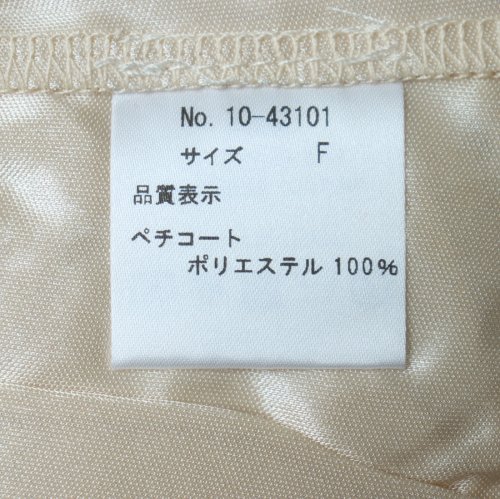 No. 10-43101
サイズ F
品質表示
ペチコート
ポリエステル 100%